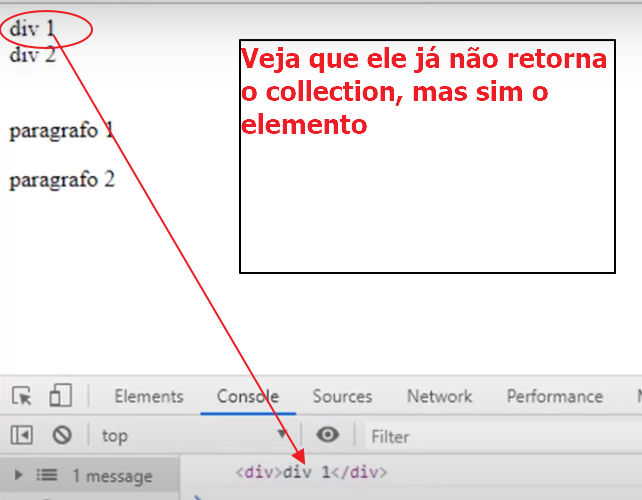 div 1
div 2
Veja que ele já não retorna
o collection, mas sim o
elemento
paragrafo 1
paragrafo 2
Elements Console Sources Network Performance
top Filter
1 message <div>div 1</div>